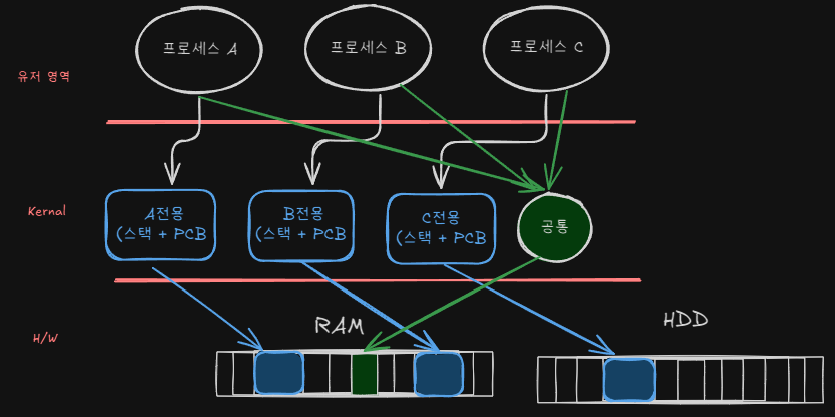 프로세스 A
프로세스 B
프로세스 C
유저 영역
Kernal
A전용
(스택 + PCB
B전용
(스택 + PCB
C전용
(스택 + PCB
공통
H/W
RAM
HDD